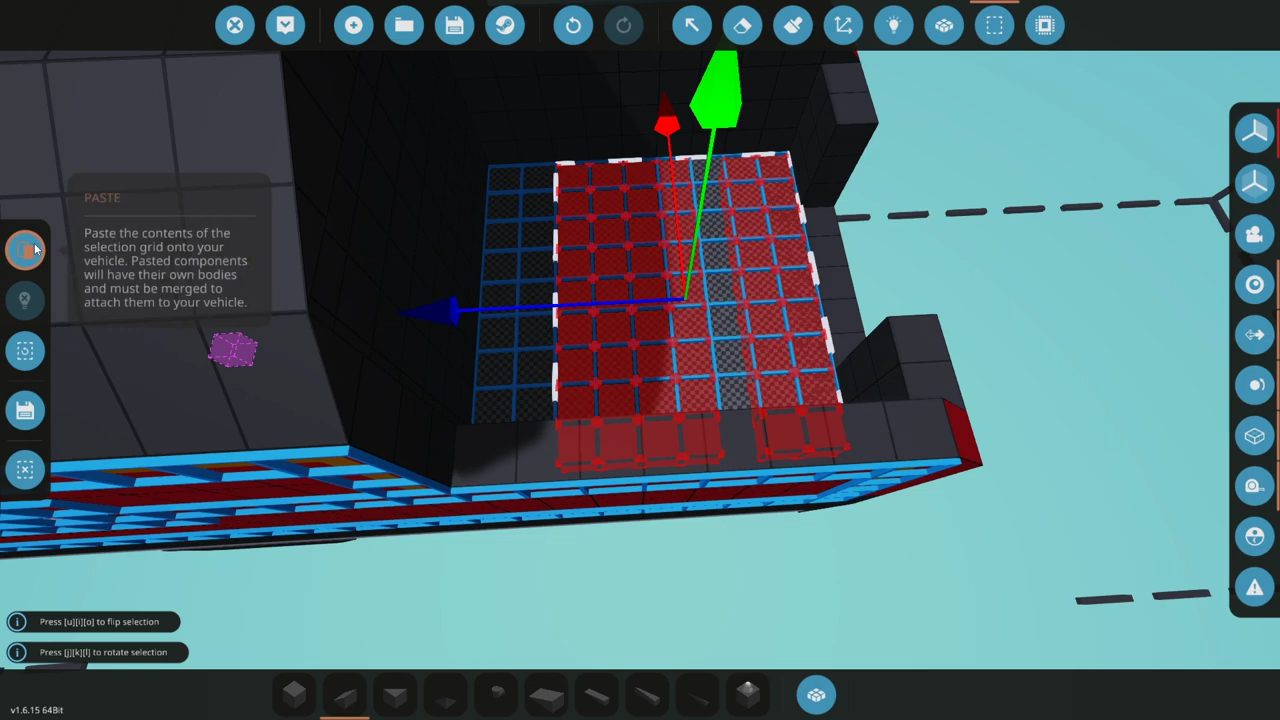 PASTE
Paste the contents of the
selection grid onto your
vehicle. Pasted components
will have their own bodies
and must be merged to
attach them to your vehicle.
Press [u][i][o] to flip selection
Press [j][k][l] to rotate selection
v1.6.15 64Bit